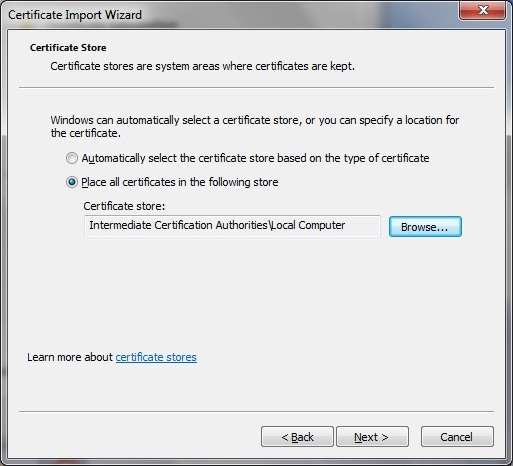 Certificate Import Wizard
Certificate Store
Certificate stores are system areas where certificates are kept.
Windows can automatically select a certificate store, or you can specify a location for
the certificate.
Automatically select the certificate store based on the type of certificate
Place all certificates in the following store
Certificate store:
Intermediate Certification Authorities\Local Computer
Browse...
Learn more about certificate stores
< Back
Next >
Cancel